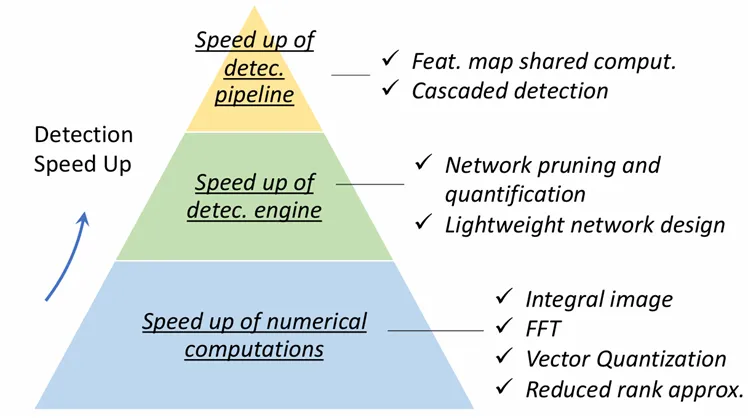 Speed up of
detec.
pipeline
✓ Feat. map shared comput.
✓ Cascaded detection
Detection
Speed Up
Speed up of
detec. engine
✓ Network pruning and
quantification
✓ Lightweight network design
Speed up of numerical
computations
✓ Integral image
✓ FFT
✓ Vector Quantization
✓ Reduced rank approx.